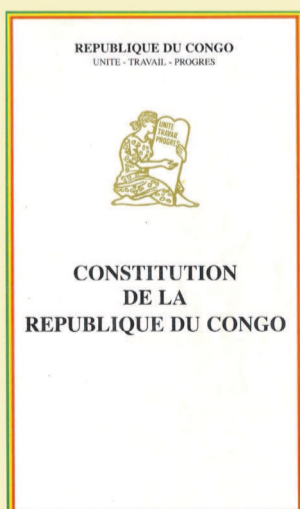 REPUBLIQUE DU CONGO
UNITE - TRAVAIL - PROGRES
UNITE
TRAVAIL
PROGRES
CONSTITUTION
DE LA
REPUBLIQUE DU CONGO